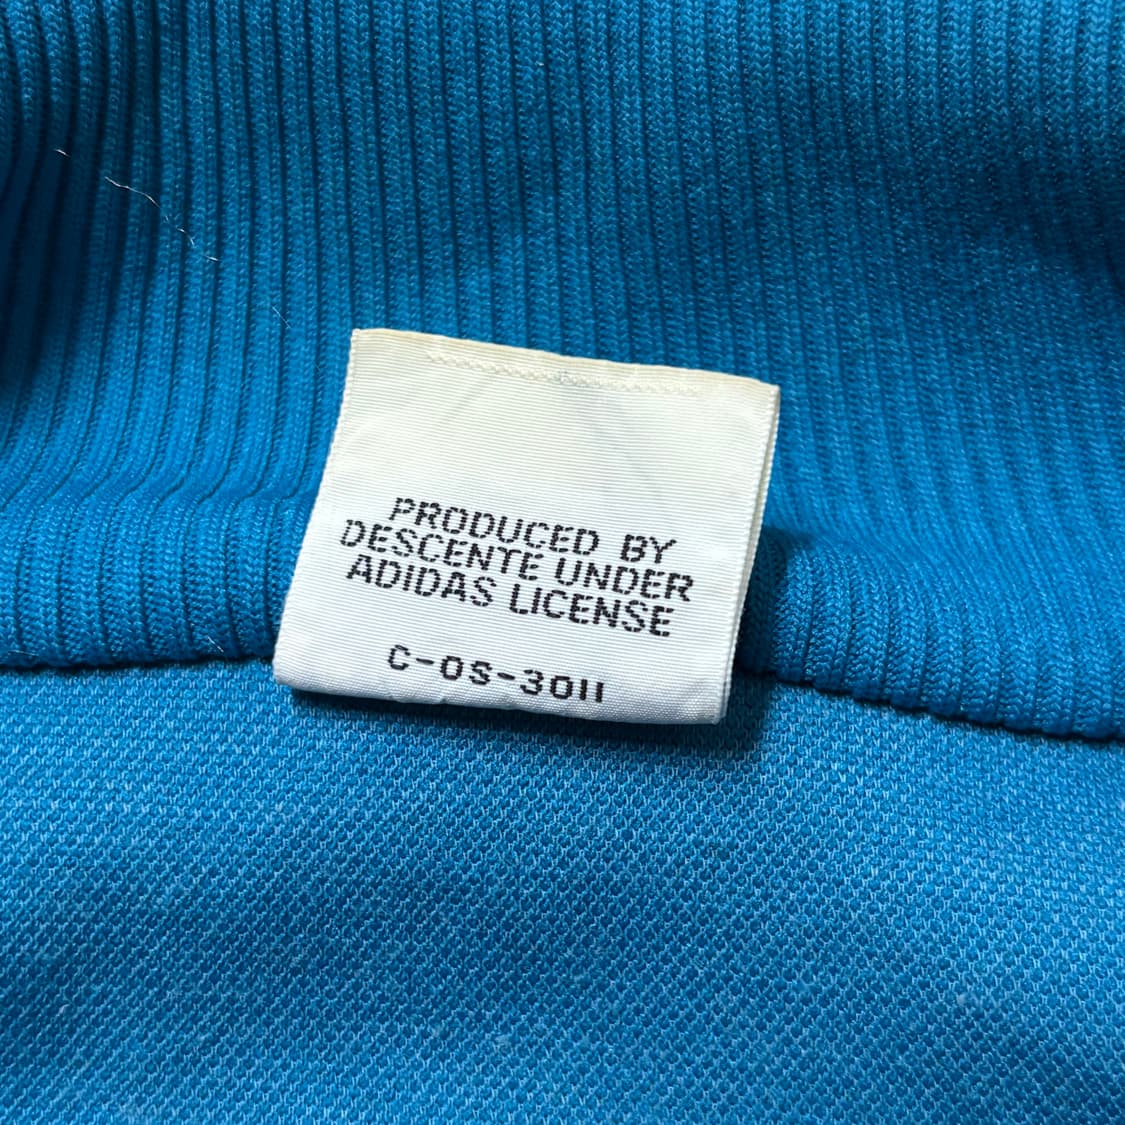 PRODUCED BY
DESCENTE UNDER
ADIDAS LICENSE
C-OS-3011